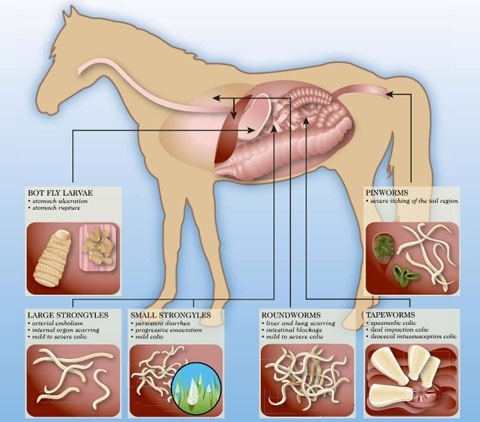 BOT FLY LARVAE
• stomach ulceration
• stomach rupture
PINWORMS
• severe itching of the tail region
LARGE STRONGYLES
• arterial embolism
• internal organ scarring
• mild to severe colic
SMALL STRONGYLES
• persistent diarrhea
• progressive emaciation
• mild colic
ROUNDWORMS
• liver and lung scarring
• intestinal blockage
• mild to severe colic
TAPEWORMS
• spasmodic colic
• ileal impaction colic
• ileocecal intussusception colic